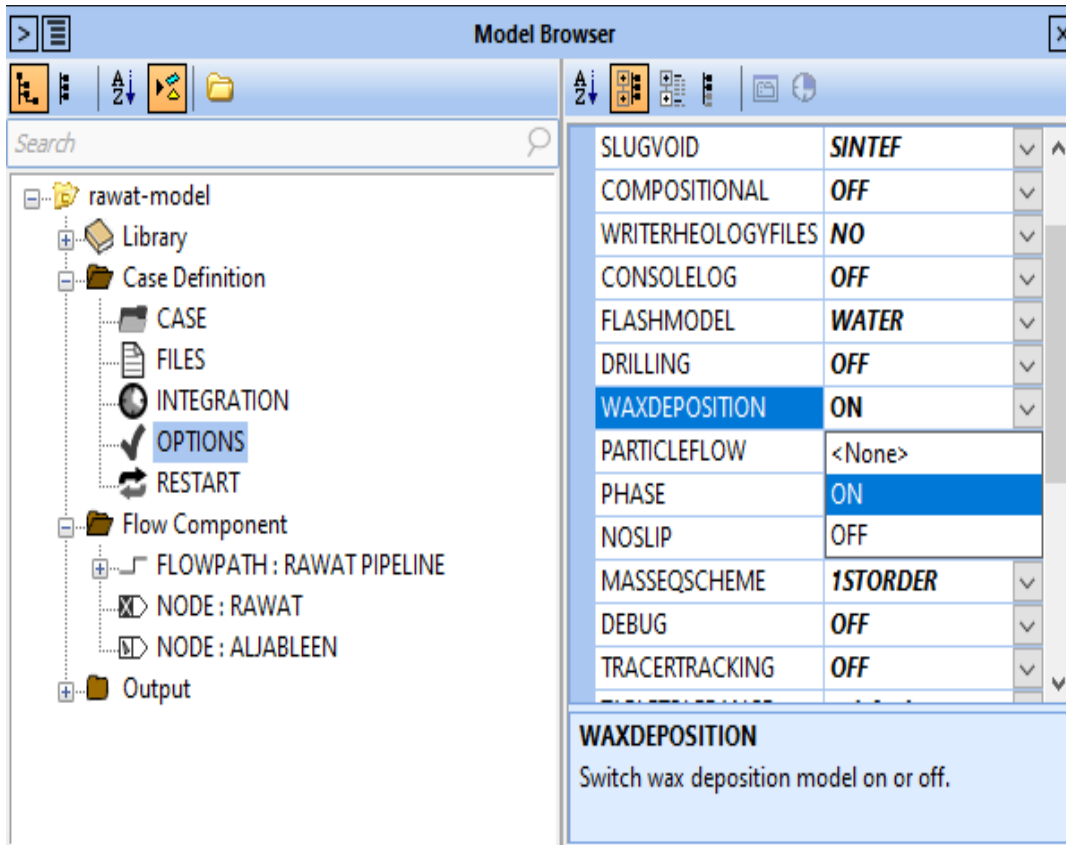 Model Browser
Search
rawat-model
Library
Case Definition
CASE
FILES
INTEGRATION
OPTIONS
RESTART
Flow Component
FLOWPATH : RAWAT PIPELINE
NODE : RAWAT
NODE : ALJABLEEN
Output
SLUGVOID SINTEF
COMPOSITIONAL OFF
WRITERHEOLOGYFILES NO
CONSOLELOG OFF
FLASHMODEL WATER
DRILLING OFF
WAXDEPOSITION ON
PARTICLEFLOW <None>
PHASE ON
NOSLIP OFF
MASSEQSCHEME 1STORDER
DEBUG OFF
TRACERTRACKING OFF
WAXDEPOSITION
Switch wax deposition model on or off.